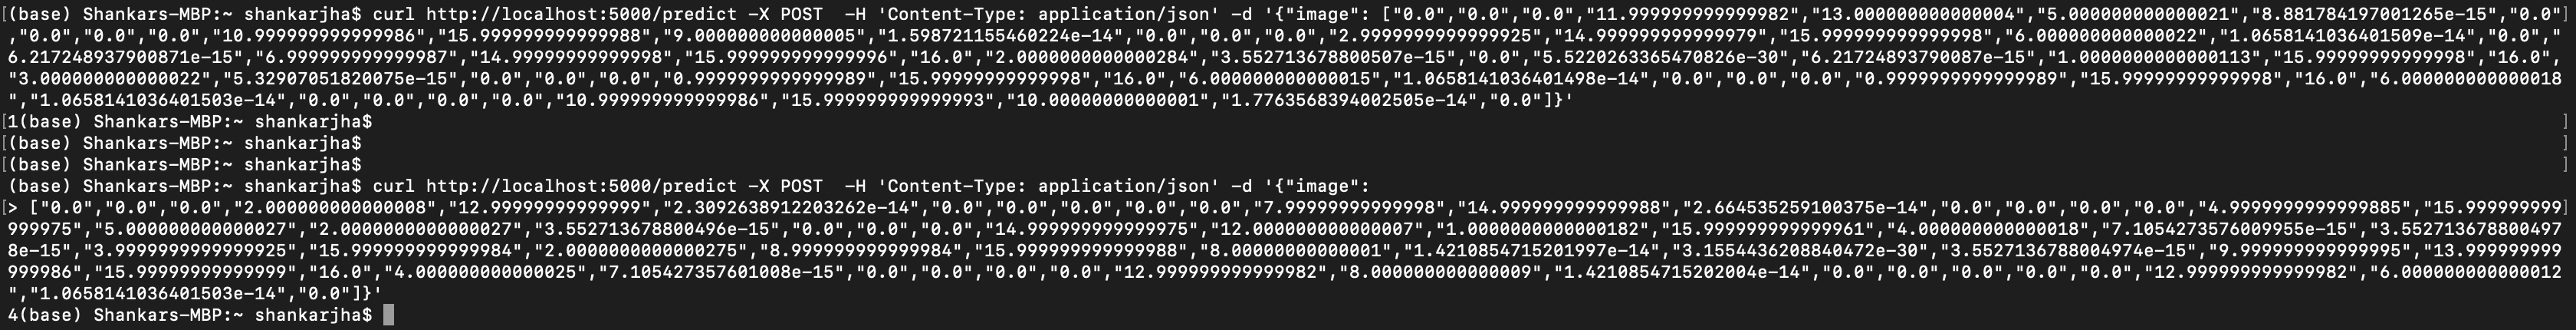 [(base) Shankars-MBP:~ shankarjha$ curl http://localhost:5000/predict -X POST  -H 'Content-Type: application/json' -d '{"image": ["0.0","0.0","0.0","11.999999999999982","13.000000000000004","5.000000000000021","8.881784197001265e-15","0.0"]
,"0.0","0.0","0.0","10.999999999999986","15.999999999999988","9.000000000000005","1.598721155460224e-14","0.0","0.0","0.0","2.9999999999999925","14.999999999999979","15.999999999999998","6.000000000000022","1.0658141036401509e-14","0.0","
6.217248937900871e-15","6.999999999999987","14.99999999999998","15.999999999999996","16.0","2.0000000000000284","3.552713678800507e-15","0.0","5.5220263365470826e-30","6.21724893790087e-15","1.0000000000000113","15.99999999999998","16.0",
"3.000000000000022","5.32907051820075e-15","0.0","0.0","0.0","0.9999999999999989","15.99999999999998","16.0","6.000000000000015","1.0658141036401498e-14","0.0","0.0","0.0","0.9999999999999989","15.99999999999998","16.0","6.000000000000018
","1.0658141036401503e-14","0.0","0.0","0.0","0.0","10.999999999999986","15.999999999999993","10.00000000000001","1.7763568394002505e-14","0.0"]}'
[1(base) Shankars-MBP:~ shankarjha$ ]
[(base) Shankars-MBP:~ shankarjha$ ]
[(base) Shankars-MBP:~ shankarjha$ ]
(base) Shankars-MBP:~ shankarjha$ curl http://localhost:5000/predict -X POST  -H 'Content-Type: application/json' -d '{"image":
[> ["0.0","0.0","0.0","2.000000000000008","12.99999999999999","2.3092638912203262e-14","0.0","0.0","0.0","0.0","0.0","7.99999999999998","14.999999999999988","2.664535259100375e-14","0.0","0.0","0.0","0.0","4.9999999999999885","15.999999999]
999975","5.000000000000027","2.0000000000000027","3.552713678800496e-15","0.0","0.0","0.0","14.999999999999975","12.000000000000007","1.0000000000000182","15.999999999999961","4.000000000000018","7.1054273576009955e-15","3.552713678800497
8e-15","3.9999999999999925","15.999999999999984","2.0000000000000275","8.999999999999984","15.999999999999988","8.000000000000001","1.4210854715201997e-14","3.1554436208840472e-30","3.5527136788004974e-15","9.999999999999995","13.999999999
999986","15.99999999999999","16.0","4.000000000000025","7.105427357601008e-15","0.0","0.0","0.0","0.0","12.999999999999982","8.000000000000009","1.4210854715202004e-14","0.0","0.0","0.0","0.0","0.0","12.999999999999982","6.000000000000012
","1.0658141036401503e-14","0.0"]}'
4(base) Shankars-MBP:~ shankarjha$